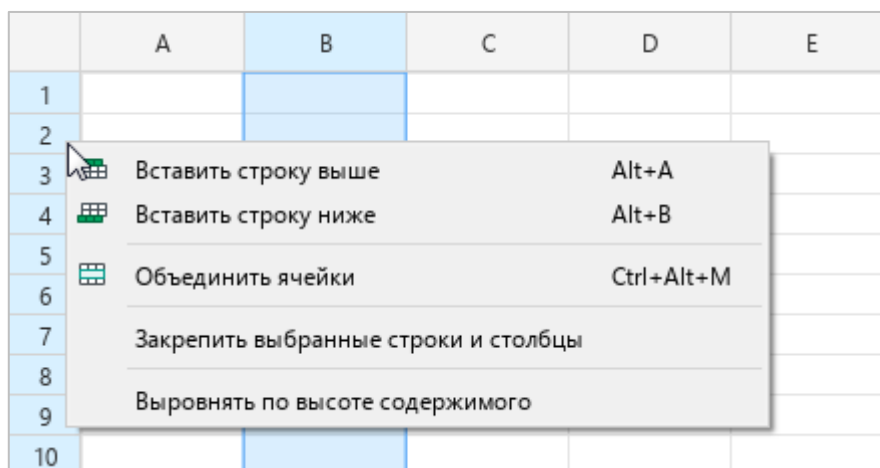 A B C D E
1
2
3 Вставить строку выше Alt+A
4 Вставить строку ниже Alt+B
5
6 Объединить ячейки Ctrl+Alt+M
7 Закрепить выбранные строки и столбцы
8
9 Выровнять по высоте содержимого
10